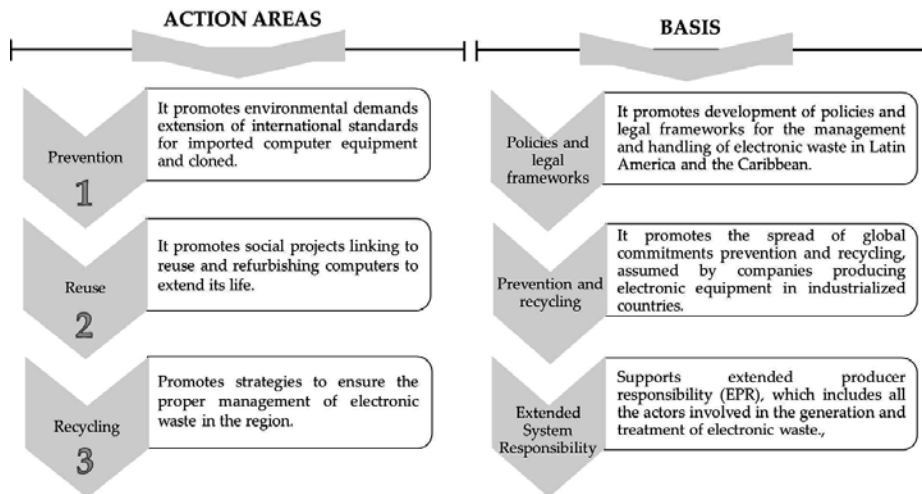 ACTION AREAS
It promotes environmental demands
extension of international standards
for imported computer equipment
and cloned.
Prevention
1
It promotes social projects linking to
reuse and refurbishing computers to
extend its life.
Reuse
2
Promotes strategies to ensure the
proper management of electronic
waste in the region.
Recycling
3
BASIS
It promotes development of policies and
legal frameworks for the management
and handling of electronic waste in Latin
America and the Caribbean.
Policies and
legal
frameworks
It promotes the spread of global
commitments prevention and recycling,
assumed by companies producing
electronic equipment in industrialized
countries.
Prevention and
recycling
Supports extended producer
responsibility (EPR), which includes all
the actors involved in the generation and
treatment of electronic waste.,
Extended
System
Responsibility